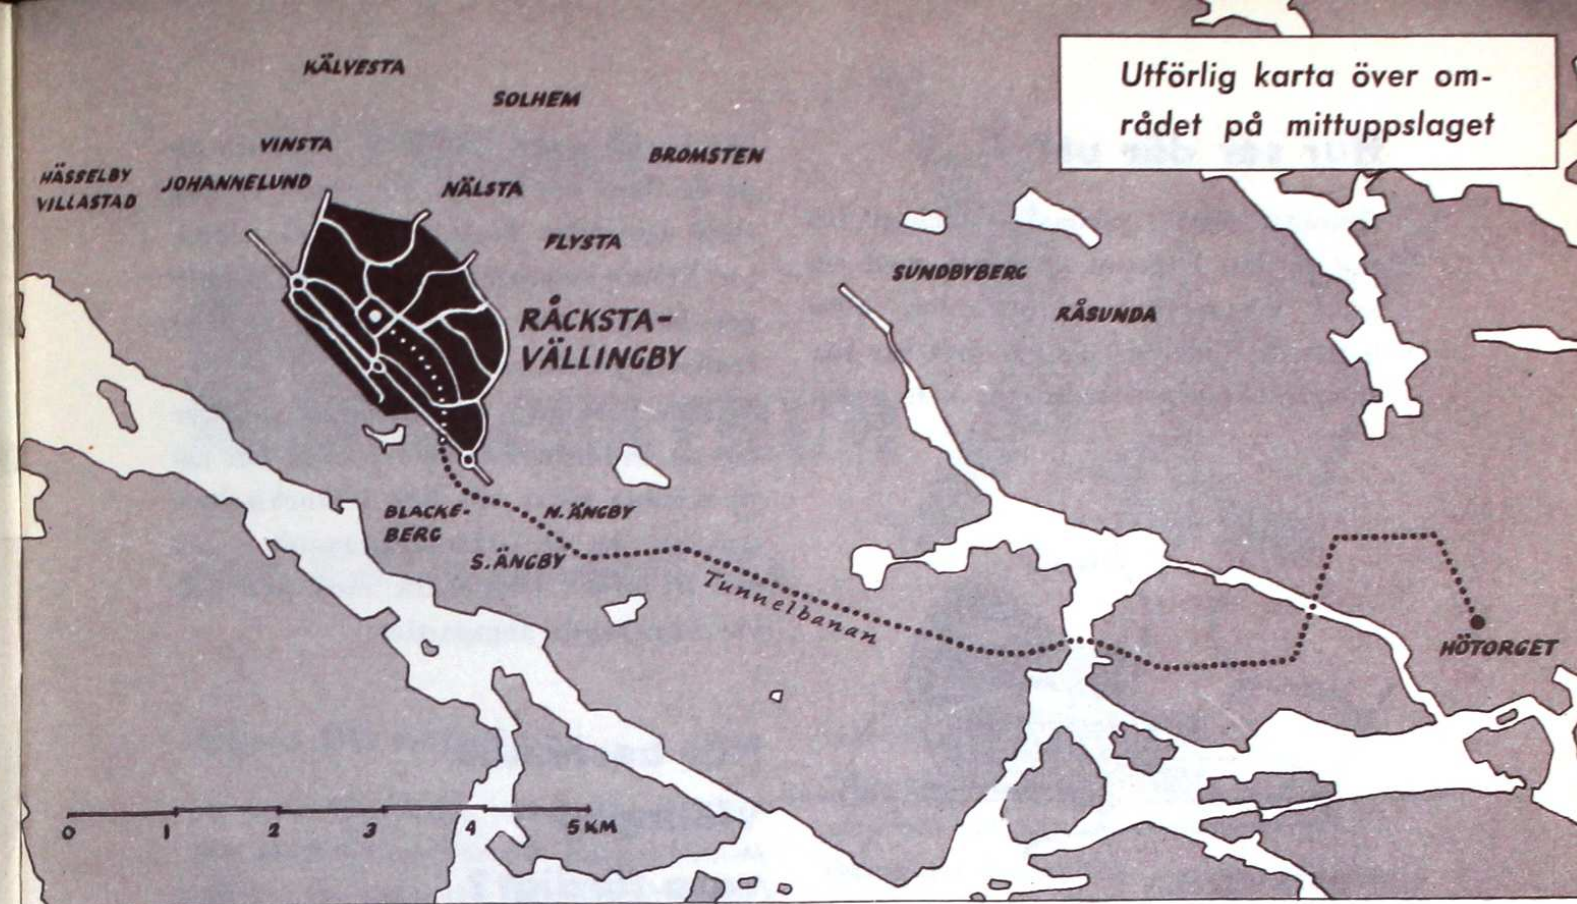 Utförlig karta över om-
rådet på mittuppslaget
KÄLVESTA
SOLHEM
VINSTA
BROMSTEN
HÄSSELBY
VILLASTAD
JOHANNELUND
NÄLSTA
FLYSTA
SUNDBYBERG
RÅSUNDA
RÅCKSTA-
VÄLLINGBY
BLACKE-
BERG
N. ÄNGBY
S. ÄNGBY
Tunnelbanan
HÖTORGET
0 1 2 3 4 5 KM